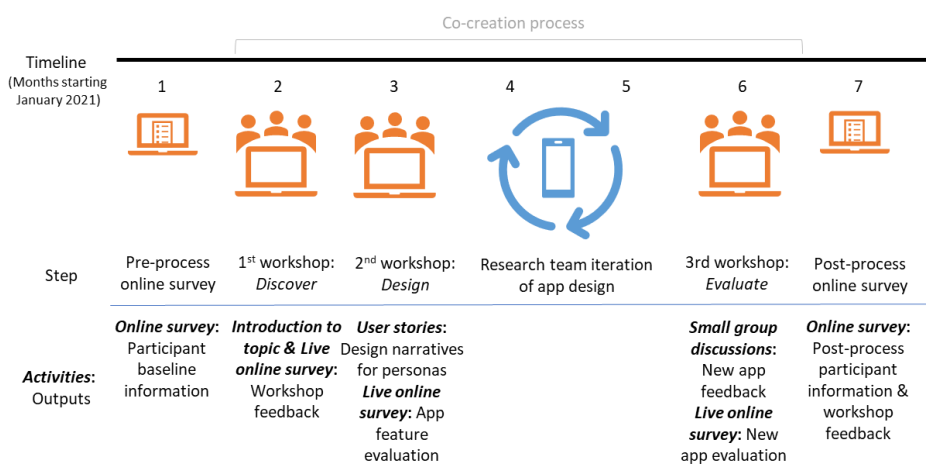 Co-creation process
Timeline
(Months starting
January 2021)
1
2
3
4
5
6
7
Step
Pre-process
online survey
1st workshop:
Discover
2nd workshop:
Design
Research team iteration
of app design
3rd workshop:
Evaluate
Post-process
online survey
Activities:
Outputs
Online survey:
Participant
baseline
information
Introduction to
topic & Live
online survey:
Workshop
feedback
User stories:
Design narratives
for personas
Live online
survey: App
feature
evaluation
Small group
discussions:
New app
feedback
Live online
survey: New
app evaluation
Online survey:
Post-process
participant
information &
workshop
feedback